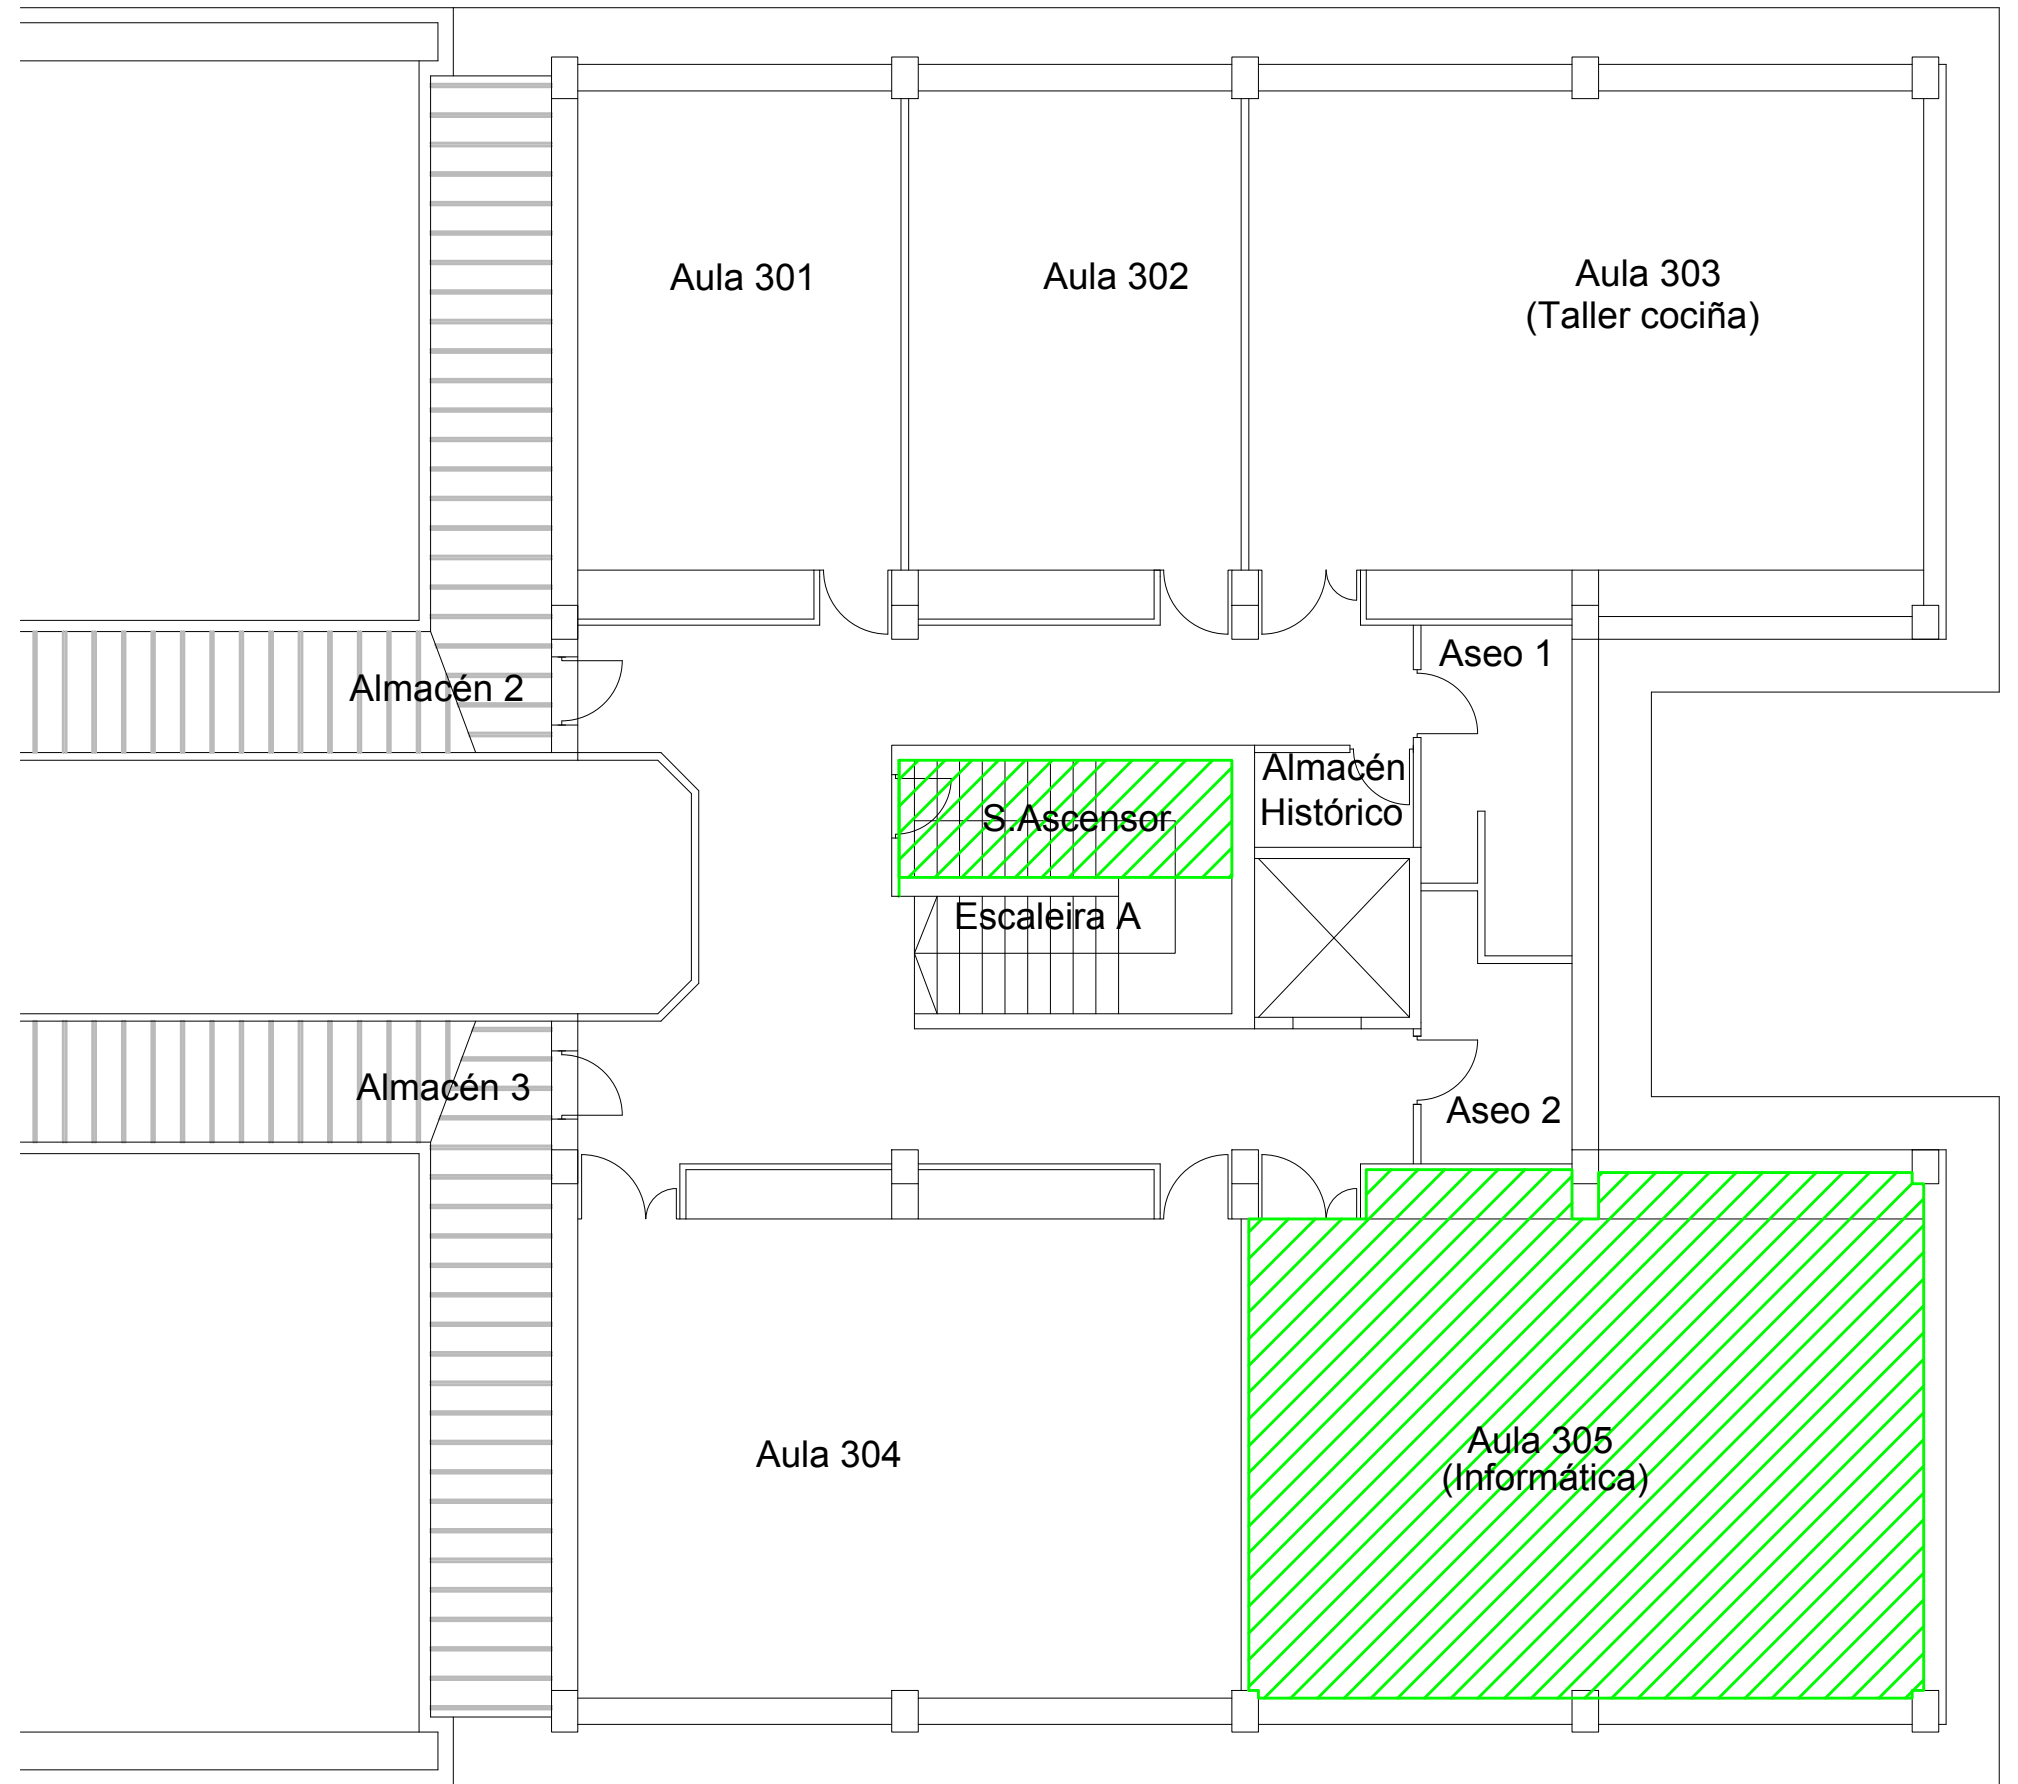 Aula 301
Aula 302
Aula 303
(Taller cociña)
Aseo 1
Almacén 2
Almacén
Histórico
S.Ascensor
Escaleira A
Almacén 3
Aseo 2
Aula 304
Aula 305
(Informática)